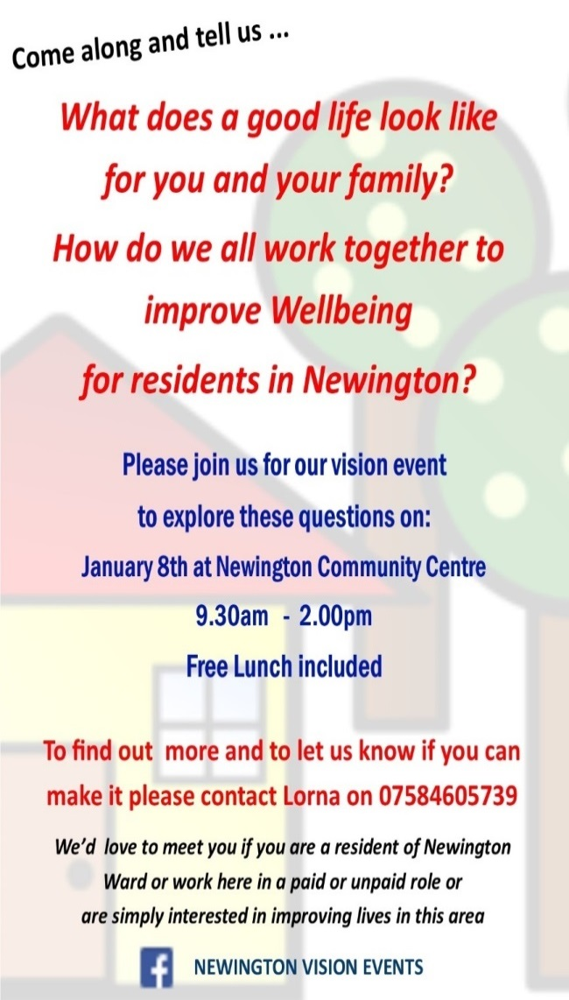 Come along and tell us ...
What does a good life look like
for you and your family?
How do we all work together to
improve Wellbeing
for residents in Newington?
Please join us for our vision event
to explore these questions on:
January 8th at Newington Community Centre
9.30am - 2.00pm
Free Lunch included
To find out more and to let us know if you can
make it please contact Lorna on 07584605739
We'd love to meet you if you are a resident of Newington
Ward or work here in a paid or unpaid role or
are simply interested in improving lives in this area
NEWINGTON VISION EVENTS